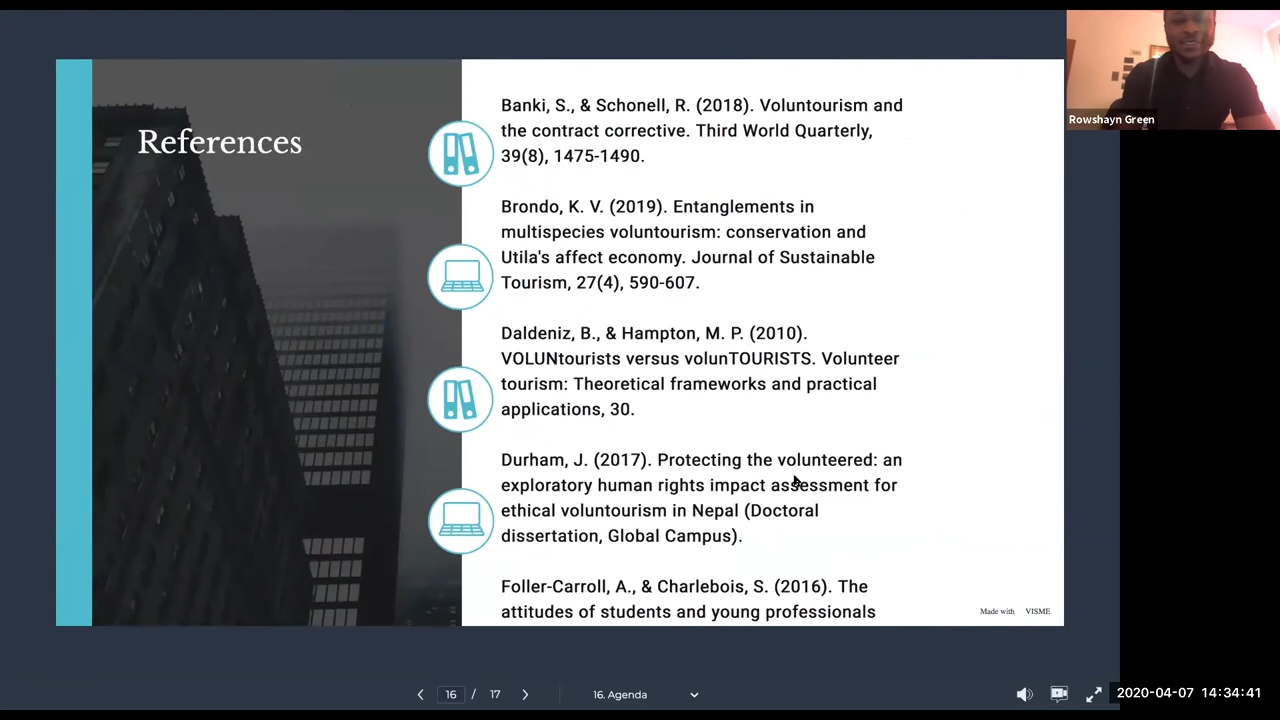 References
Banki, S., & Schonell, R. (2018). Voluntourism and
the contract corrective. Third World Quarterly,
39(8), 1475-1490.
Brondo, K. V. (2019). Entanglements in
multispecies voluntourism: conservation and
Utila's affect economy. Journal of Sustainable
Tourism, 27(4), 590-607.
Daldeniz, B., & Hampton, M. P. (2010).
VOLUNtourists versus volunTOURISTS. Volunteer
tourism: Theoretical frameworks and practical
applications, 30.
Durham, J. (2017). Protecting the volunteered: an
exploratory human rights impact assessment for
ethical voluntourism in Nepal (Doctoral
dissertation, Global Campus).
Foller-Carroll, A., & Charlebois, S. (2016). The
attitudes of students and young professionals
Made with VISME
Rowshayn Green
16 / 17
16. Agenda
2020-04-07 14:34:41